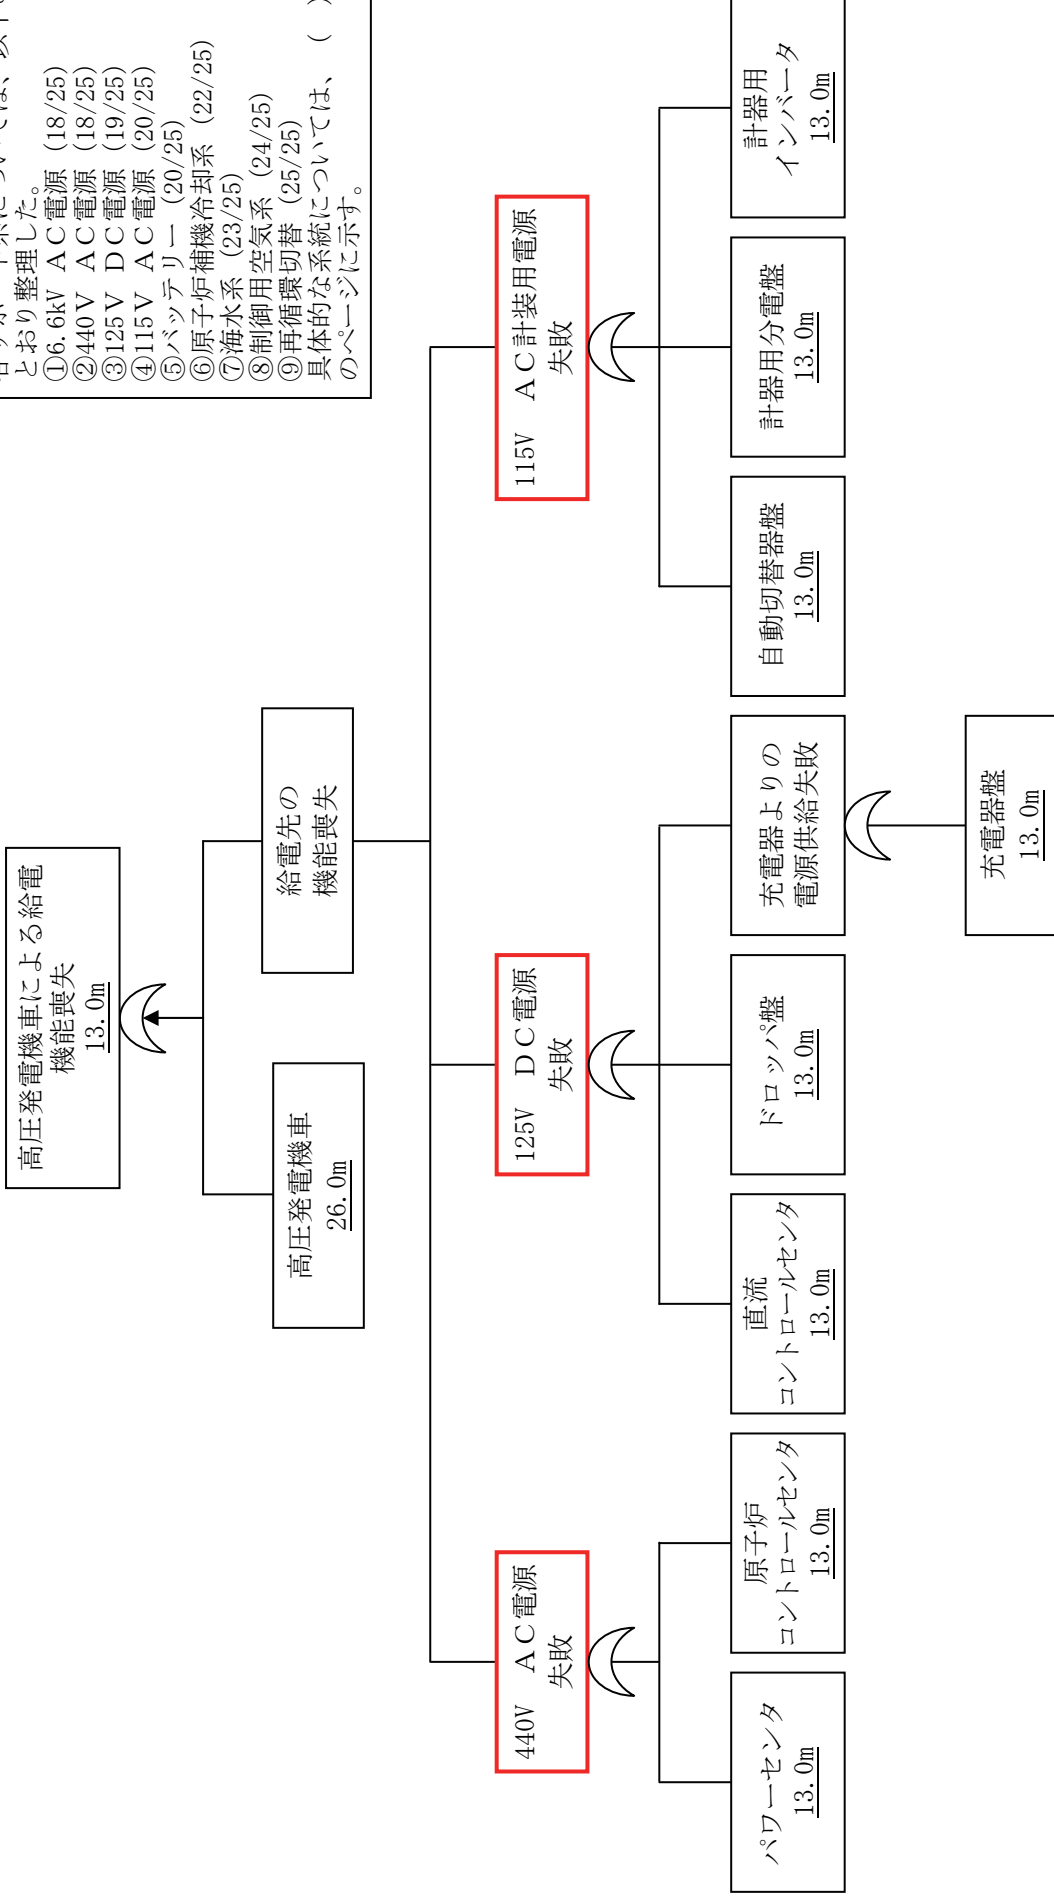 とおり整理した。
①6.6kV AC電源 (18/25)
②440V AC電源 (18/25)
③125V DC電源 (19/25)
④115V AC電源 (20/25)
⑤バッテリー (20/25)
⑥原子炉補機冷却系 (22/25)
⑦海水系 (23/25)
⑧制御用空気系 (24/25)
⑨再循環切替 (25/25)
具体的な系統については、( )
のページに示す。
高圧発電機車による給電
機能喪失
13.0m
高圧発電機車
26.0m
給電先の
機能喪失
440V AC電源
失敗
125V DC電源
失敗
115V AC計装用電源
失敗
パワーセンタ
13.0m
原子炉
コントロールセンタ
13.0m
直流
コントロールセンタ
13.0m
ドロッパ盤
13.0m
充電器よりの
電源供給失敗
自動切替器盤
13.0m
計器用分電盤
13.0m
計器用
インバータ
13.0m
充電器盤
13.0m